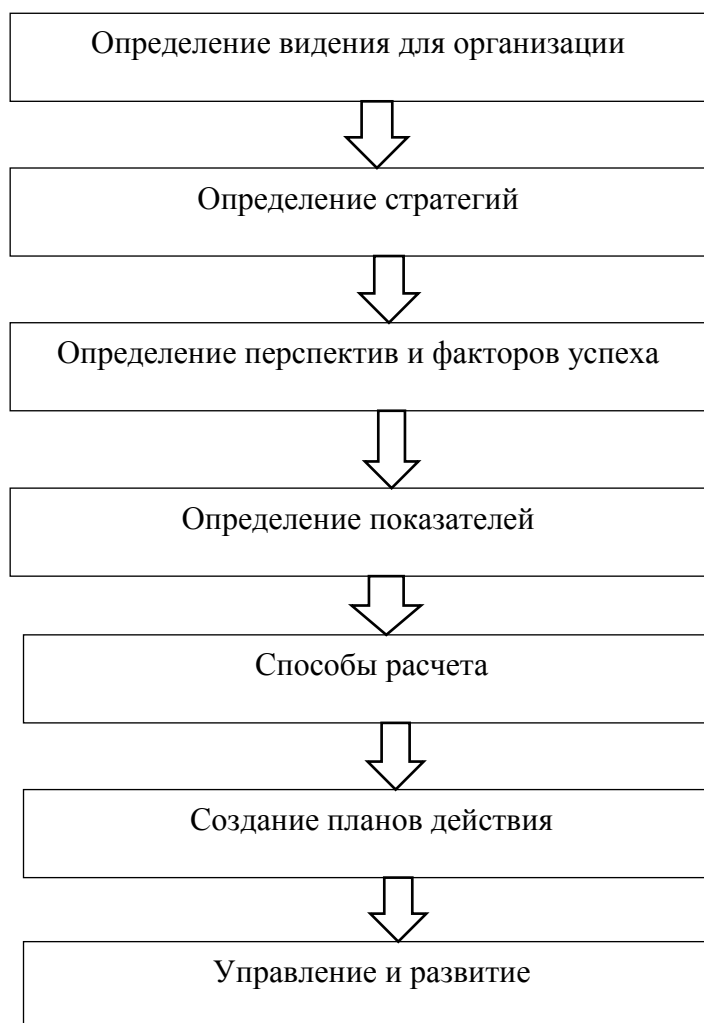 Определение видения для организации
Определение стратегий
Определение перспектив и факторов успеха
Определение показателей
Способы расчета
Создание планов действия
Управление и развитие